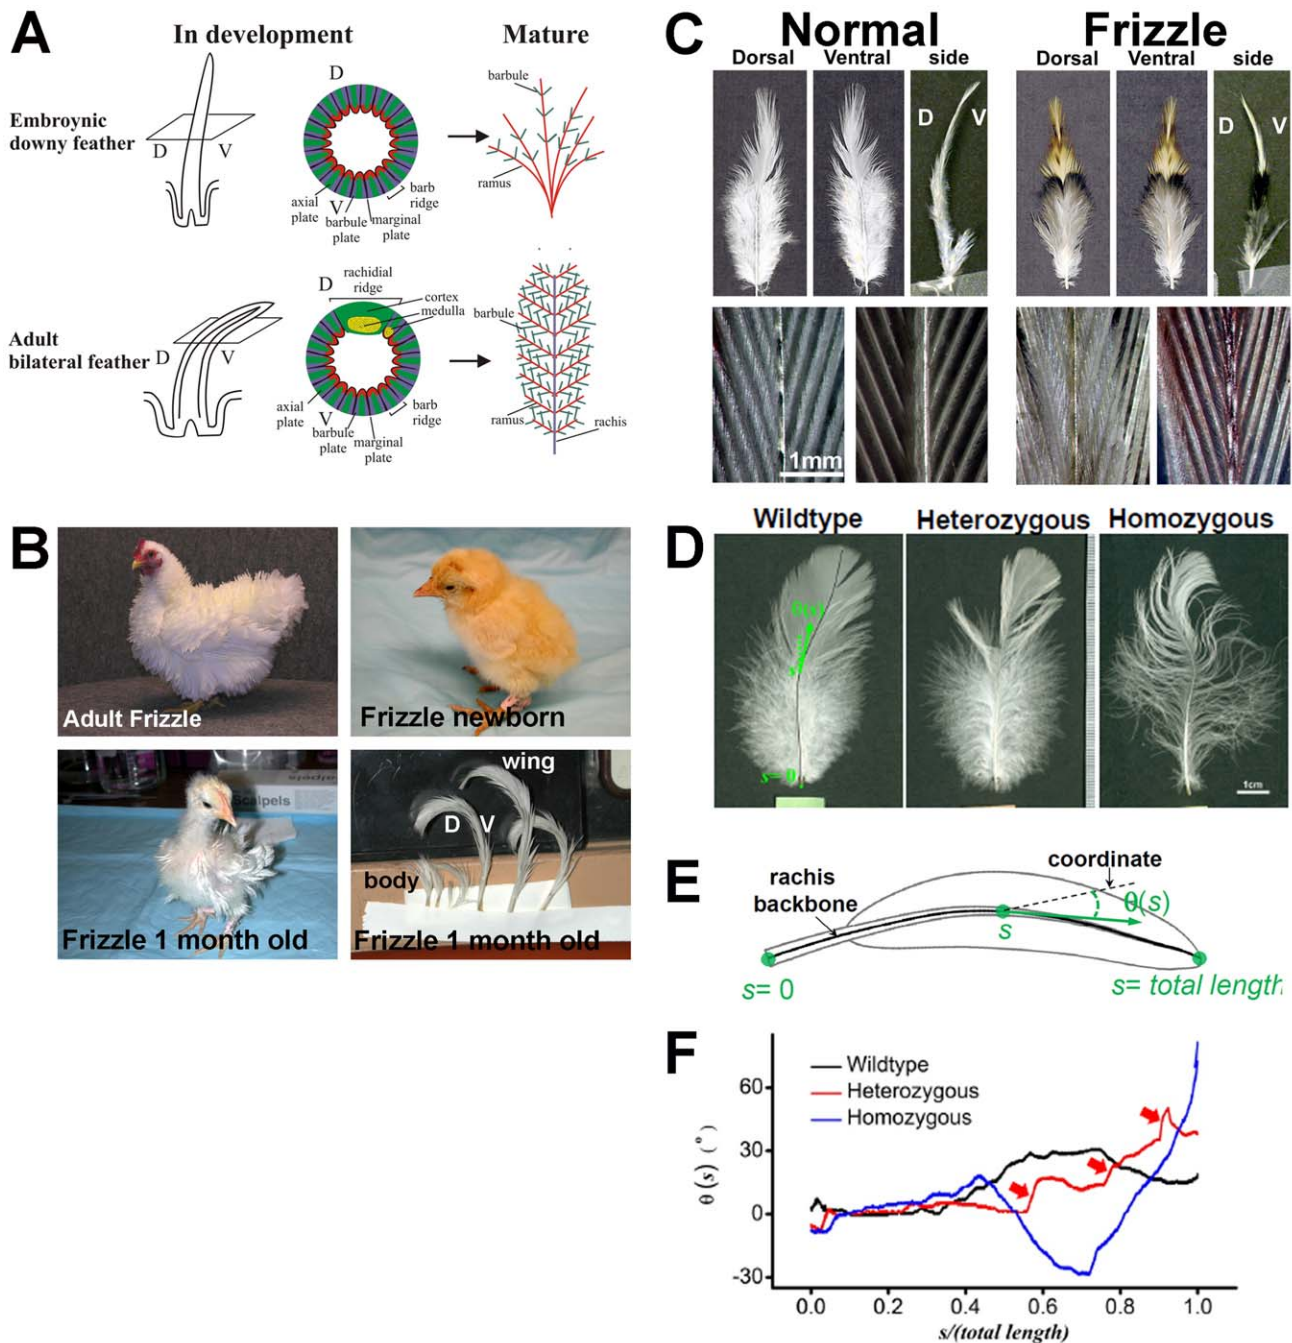 A
In development
Mature
Embroynic
downy feather
D
V
D
axial
plate
V
barbule
plate
marginal
plate
barb
ridge
barbule
ramus
Adult
bilateral feather
D
V
D
rachidial
ridge
cortex
medulla
axial
plate
V
barbule
plate
marginal
plate
barb
ridge
barbule
ramus
rachis
B
Adult Frizzle
Frizzle newborn
Scalpels
Frizzle 1 month old
wing
D V
body
Frizzle 1 month old
C
Normal
Dorsal Ventral side
D V
1mm
Frizzle
Dorsal Ventral side
D V
D
Wildtype Heterozygous Homozygous
θ(s)
s
s= 0
1cm
E
rachis
backbone
coordinate
θ(s)
s
s= 0
s= total length
F
Wildtype
Heterozygous
Homozygous
θ(s) (°)
60
30
0
-30
0.0 0.2 0.4 0.6 0.8 1.0
s/(total length)